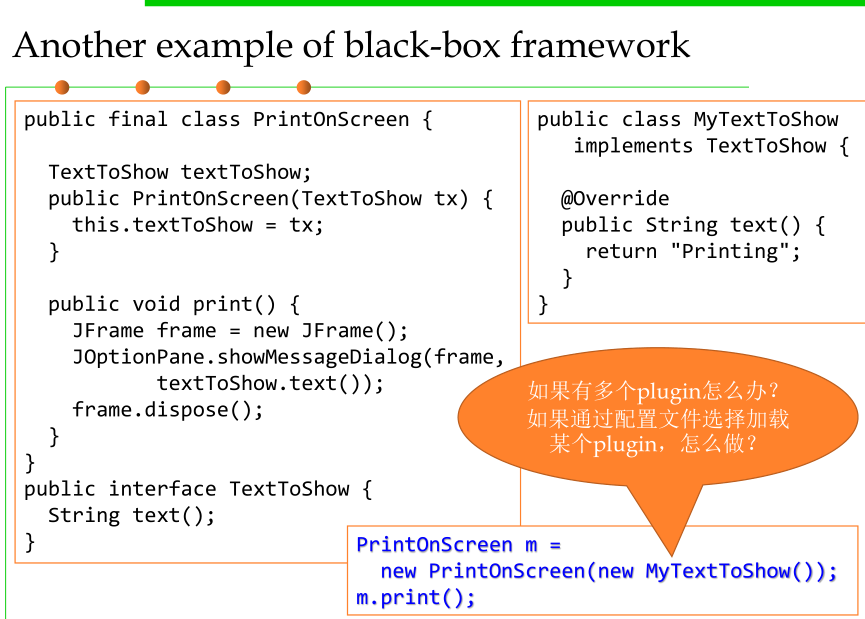 Another example of black-box framework
public final class PrintOnScreen {
  TextToShow textToShow;
  public PrintOnScreen(TextToShow tx) {
    this.textToShow = tx;
  }
  public void print() {
    JFrame frame = new JFrame();
    JOptionPane.showMessageDialog(frame,
           textToShow.text());
    frame.dispose();
  }
}
public interface TextToShow {
  String text();
}
public class MyTextToShow
   implements TextToShow {
  @Override
  public String text() {
    return "Printing";
  }
}
如果有多个plugin怎么办？
如果通过配置文件选择加载
某个plugin，怎么做？
PrintOnScreen m =
  new PrintOnScreen(new MyTextToShow());
m.print();